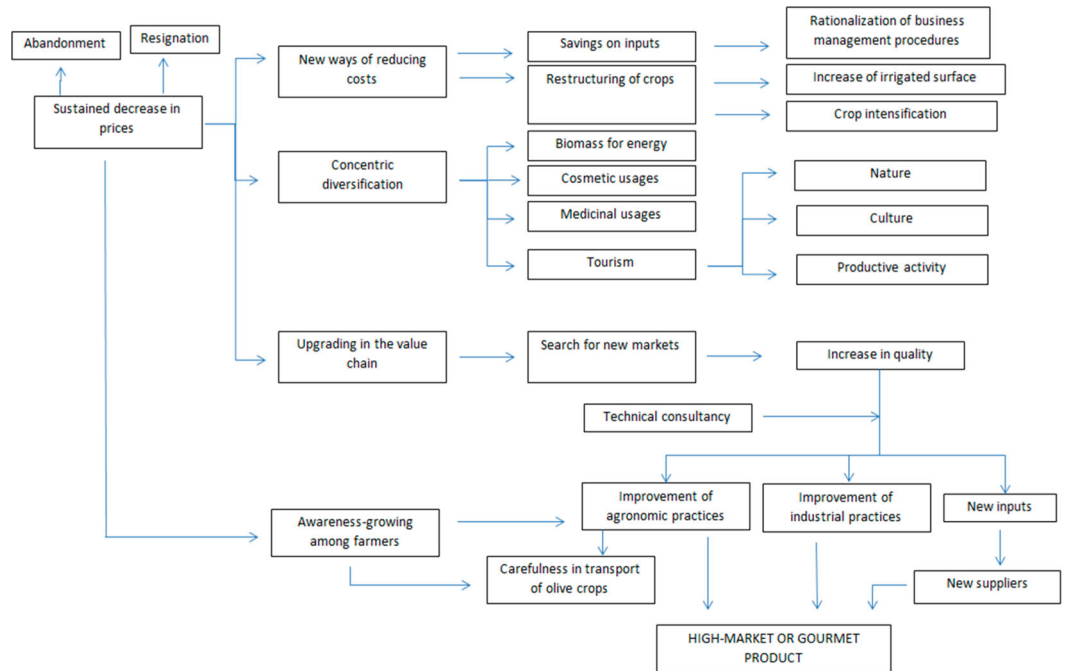 Abandonment
Resignation
Sustained decrease in
prices
New ways of reducing
costs
Savings on inputs
Rationalization of business
management procedures
Restructuring of crops
Increase of irrigated surface
Crop intensification
Concentric
diversification
Biomass for energy
Cosmetic usages
Medicinal usages
Tourism
Nature
Culture
Productive activity
Upgrading in the value
chain
Search for new markets
Increase in quality
Technical consultancy
Awareness-growing
among farmers
Improvement of
agronomic practices
Improvement of
industrial practices
New inputs
Carefulness in transport
of olive crops
New suppliers
HIGH-MARKET OR GOURMET
PRODUCT